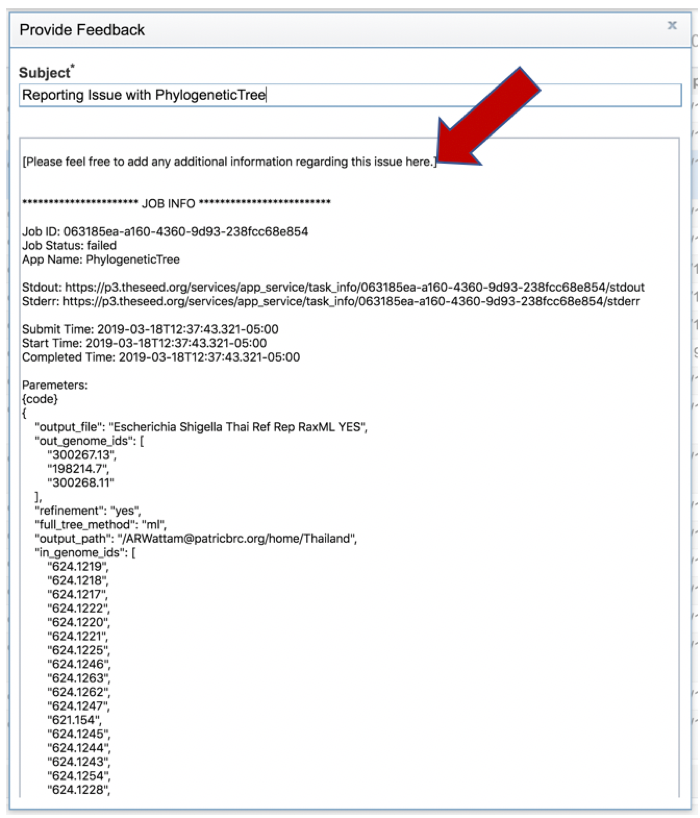 Provide Feedback
x
Subject*
Reporting Issue with PhylogeneticTree
[Please feel free to add any additional information regarding this issue here.]
********************** JOB INFO *************************
Job ID: 063185ea-a160-4360-9d93-238fcc68e854
Job Status: failed
App Name: PhylogeneticTree
Stdout: https://p3.theseed.org/services/app_service/task_info/063185ea-a160-4360-9d93-238fcc68e854/stdout
Stderr: https://p3.theseed.org/services/app_service/task_info/063185ea-a160-4360-9d93-238fcc68e854/stderr
Submit Time: 2019-03-18T12:37:43.321-05:00
Start Time: 2019-03-18T12:37:43.321-05:00
Completed Time: 2019-03-18T12:37:43.321-05:00
Paremeters:
{code}
{
"output_file": "Escherichia Shigella Thai Ref Rep RaxML YES",
"out_genome_ids": [
"300267.13",
"198214.7",
"300268.11"
],
"refinement": "yes",
"full_tree_method": "ml",
"output_path": "/ARWattam@patricbrc.org/home/Thailand",
"in_genome_ids": [
"624.1219",
"624.1218",
"624.1217",
"624.1222",
"624.1220",
"624.1221",
"624.1225",
"624.1246",
"624.1263",
"624.1262",
"624.1247",
"621.154",
"624.1245",
"624.1244",
"624.1243",
"624.1254",
"624.1228",